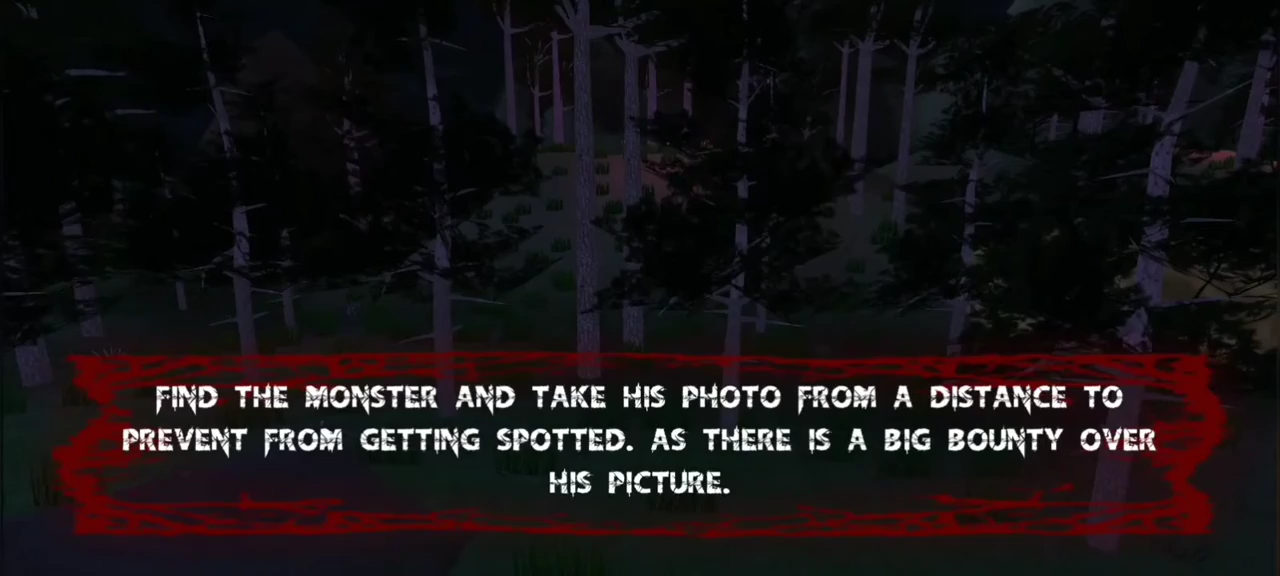 FIND THE MONSTER AND TAKE HIS PHOTO FROM A DISTANCE TO
PREVENT FROM GETTING SPOTTED. AS THERE IS A BIG BOUNTY OVER
HIS PICTURE.